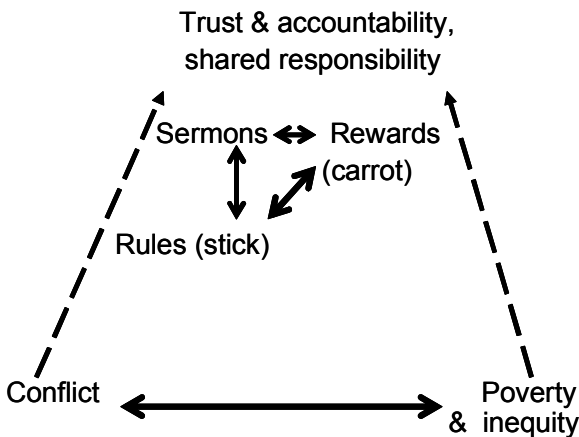 Trust & accountability,
shared responsibility
Sermons
Rewards
(carrot)
Rules (stick)
Conflict
Poverty
& inequity